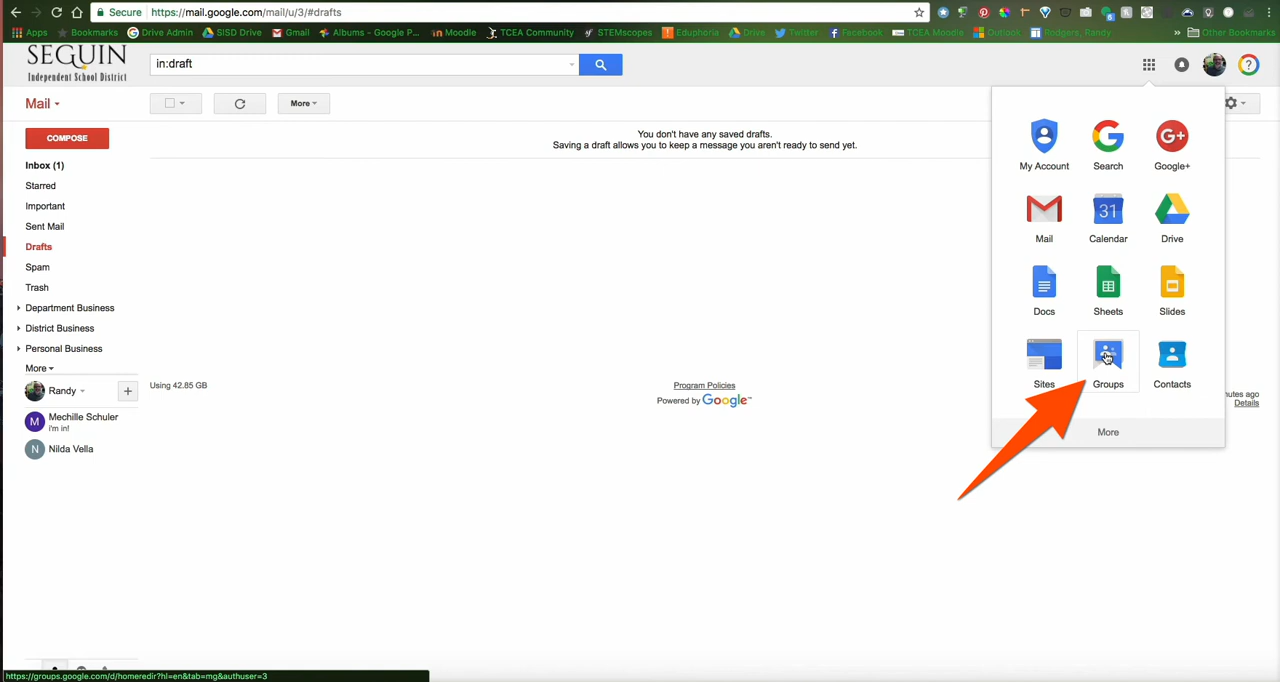 Secure https://mail.google.com/mail/u/3/#drafts
Apps Bookmarks Drive Admin SISD Drive Gmail Albums - Google P... Moodle TCEA Community STEMscopes Eduphoria Drive Twitter Facebook TCEA Moodle Outlook Rodgers, Randy » Other Bookmarks
SEGUIN
Independent School District
in:draft
Mail
More
COMPOSE
You don't have any saved drafts.
Saving a draft allows you to keep a message you aren't ready to send yet.
Inbox (1)
Starred
Important
Sent Mail
Drafts
Spam
Trash
Department Business
District Business
Personal Business
More
Randy
Mechille Schuler
M
i'm in!
N
Nilda Vella
Using 42.85 GB
Program Policies
Powered by Google™
My Account Search Google+
31
Mail Calendar Drive
Docs Sheets Slides
Sites Groups Contacts
More
nutes ago
Details
https://groups.google.com/d/homeredir?hl=en&tab=mg&authuser=3